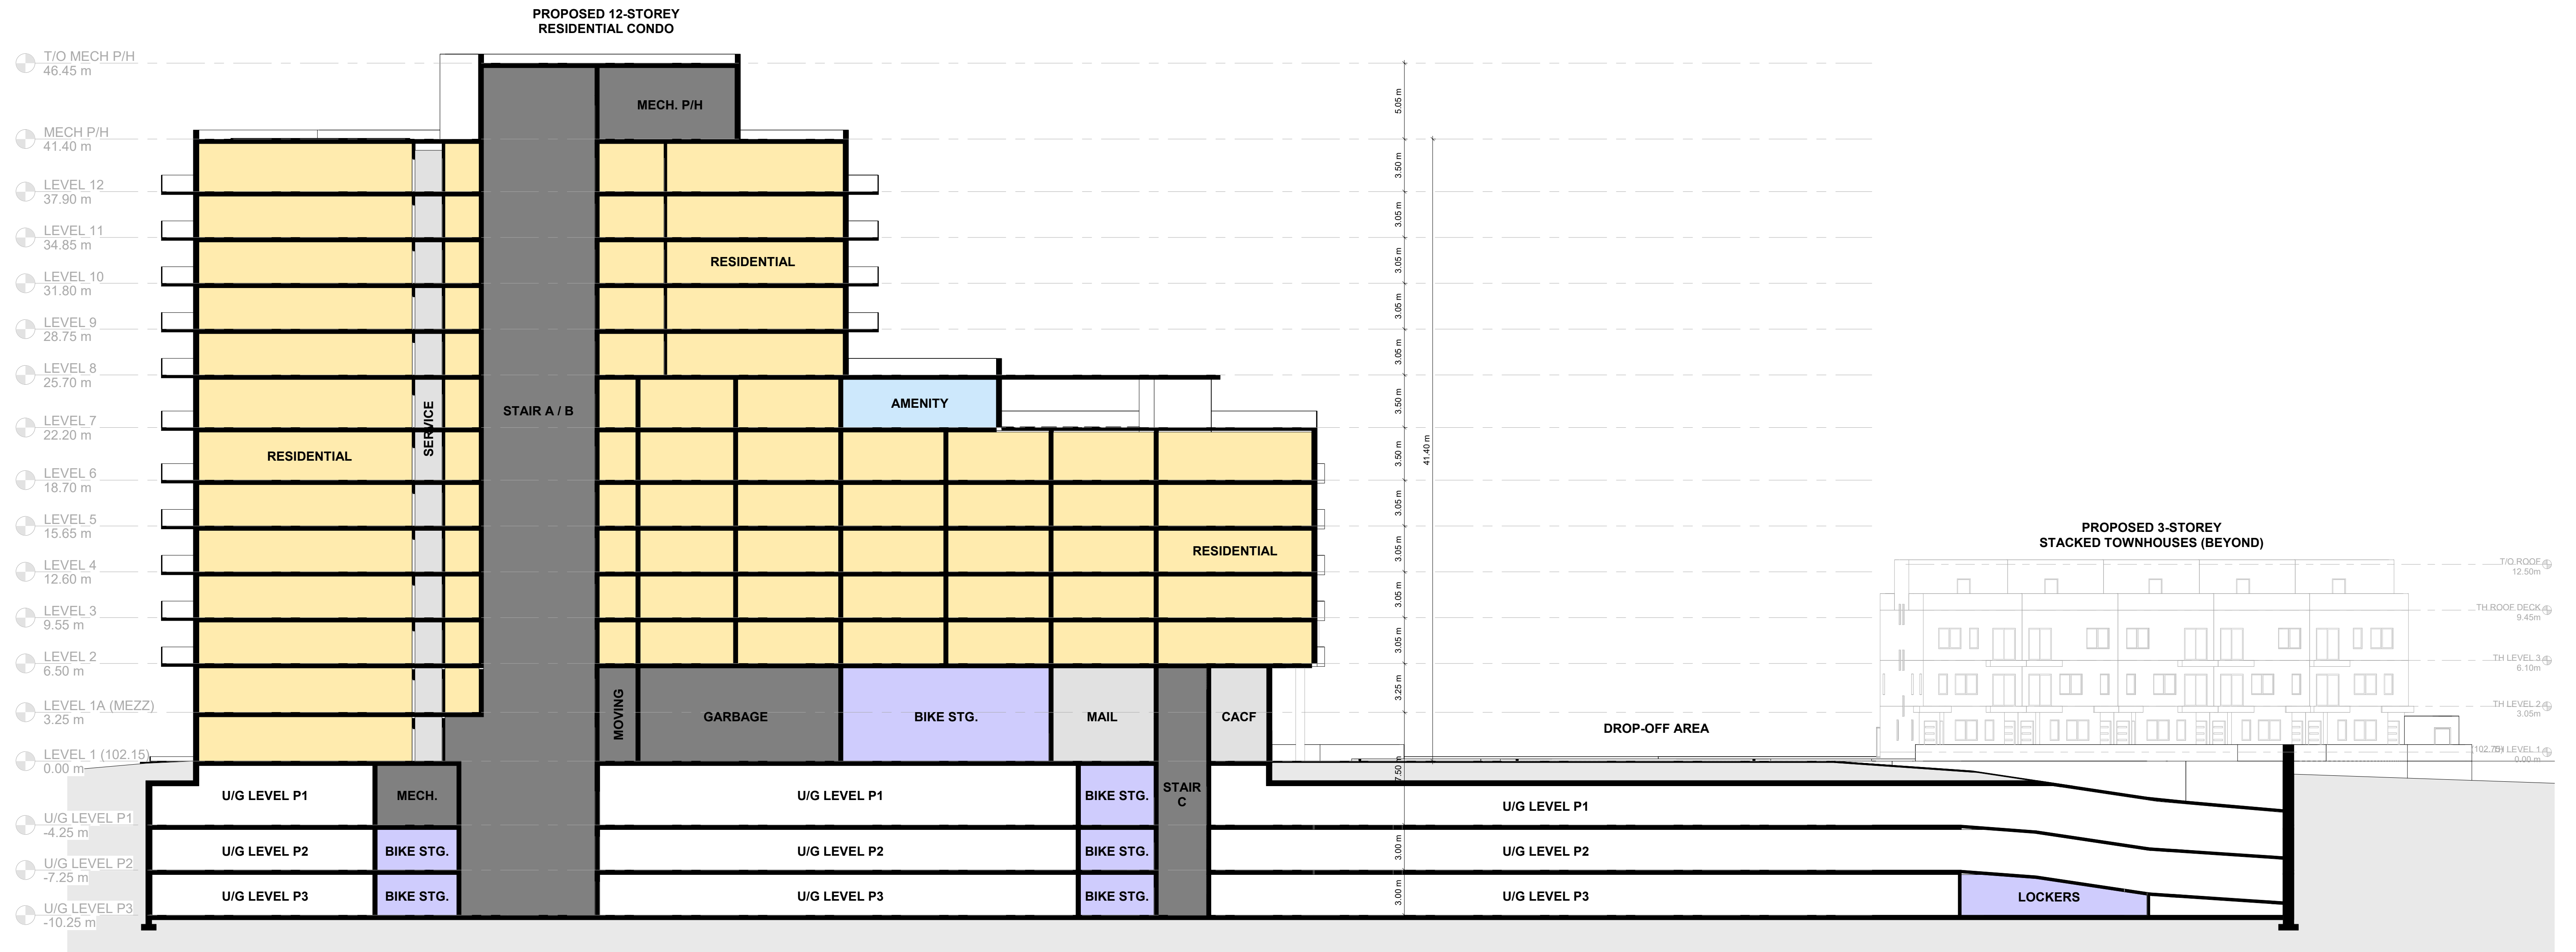 PROPOSED 12-STOREY
RESIDENTIAL CONDO
T/O MECH P/H
46.45 m
MECH P/H
41.40 m
LEVEL 12
37.90 m
LEVEL 11
34.85 m
LEVEL 10
31.80 m
LEVEL 9
28.75 m
LEVEL 8
25.70 m
LEVEL 7
22.20 m
LEVEL 6
18.70 m
LEVEL 5
15.65 m
LEVEL 4
12.60 m
LEVEL 3
9.55 m
LEVEL 2
6.50 m
LEVEL 1A (MEZZ)
3.25 m
LEVEL 1 (102.15)
0.00 m
U/G LEVEL P1
-4.25 m
U/G LEVEL P2
-7.25 m
U/G LEVEL P3
-10.25 m
MECH. P/H
RESIDENTIAL
STAIR A / B
AMENITY
SERVICE
RESIDENTIAL
RESIDENTIAL
MOVING
GARBAGE
BIKE STG.
MAIL
CACF
U/G LEVEL P1
MECH.
U/G LEVEL P1
BIKE STG.
STAIR
C
U/G LEVEL P1
U/G LEVEL P2
BIKE STG.
U/G LEVEL P2
BIKE STG.
U/G LEVEL P2
U/G LEVEL P3
BIKE STG.
U/G LEVEL P3
BIKE STG.
U/G LEVEL P3
LOCKERS
5.05 m
3.50 m
3.05 m
3.05 m
3.05 m
3.05 m
3.50 m
3.50 m
3.05 m
3.05 m
3.05 m
3.05 m
3.25 m
7.50 m
3.00 m
3.00 m
41.40 m
DROP-OFF AREA
PROPOSED 3-STOREY
STACKED TOWNHOUSES (BEYOND)
T/O ROOF
12.50m
TH ROOF DECK
9.45m
TH LEVEL 3
6.10m
TH LEVEL 2
3.05m
TH LEVEL 1
0.00 m